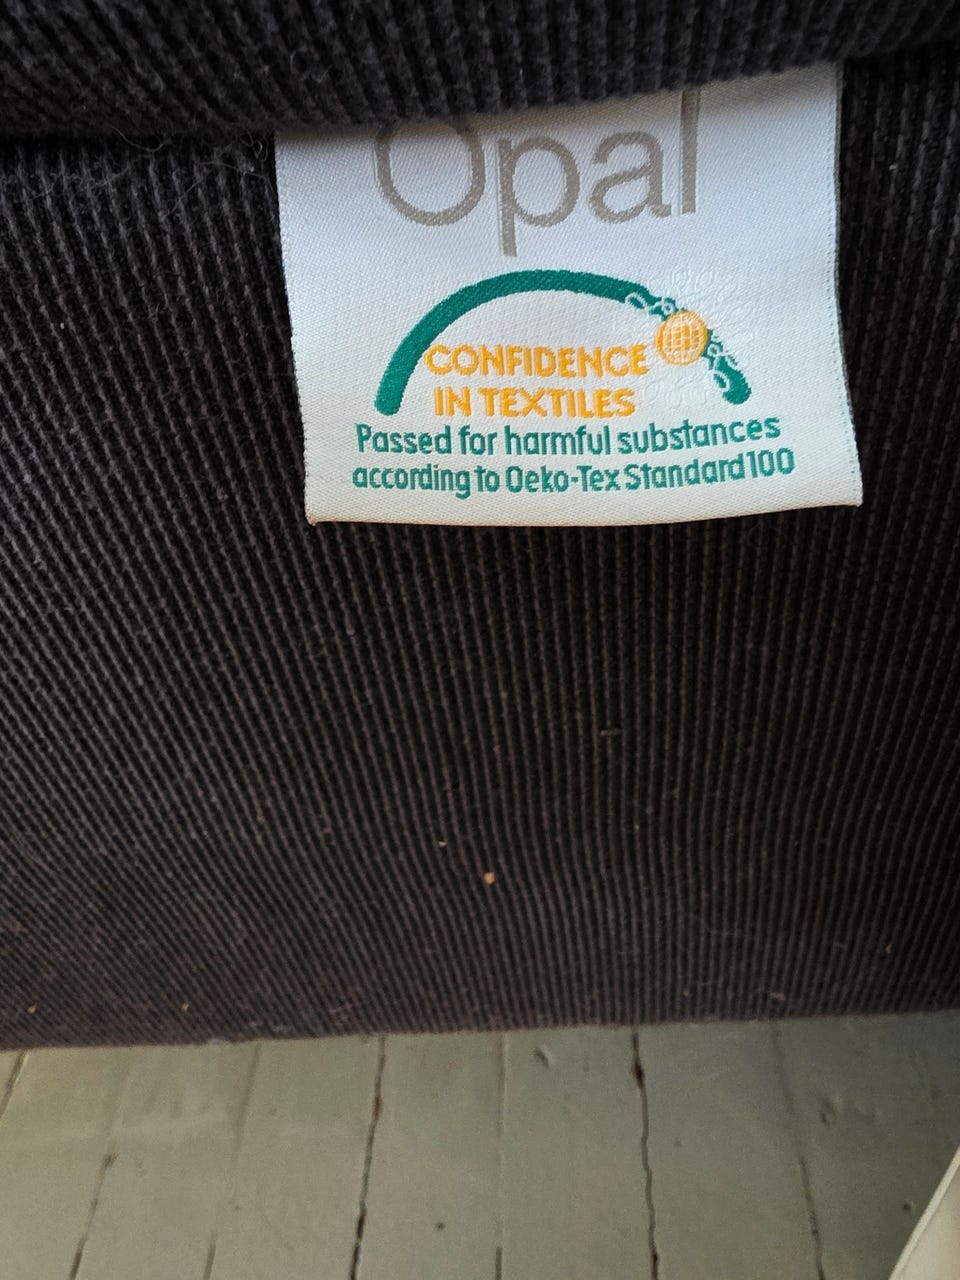 Opal
CONFIDENCE
IN TEXTILES
Passed for harmful substances
according to Oeko-Tex Standard 100